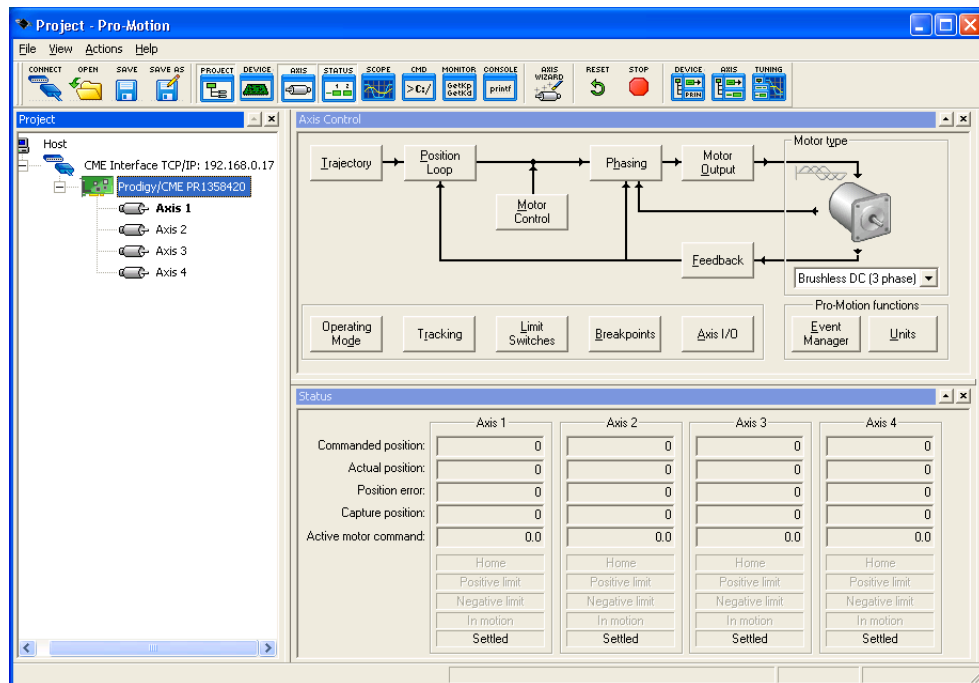 Project - Pro-Motion
File View Actions Help
CONNECT OPEN SAVE SAVE AS PROJECT DEVICE AXIS STATUS SCOPE CMD MONITOR CONSOLE AXIS WIZARD RESET STOP DEVICE AXIS TUNING
>C:/ GetKp GetKd printf PRIN
Project
Host
CME Interface TCP/IP: 192.168.0.17
Prodigy/CME PR1358420
Axis 1
Axis 2
Axis 3
Axis 4
Axis Control
Trajectory
Position Loop
Phasing
Motor Output
Motor type
Motor Control
Feedback
Brushless DC (3 phase)
Operating Mode
Tracking
Limit Switches
Breakpoints
Axis I/O
Pro-Motion functions
Event Manager
Units
Status
Axis 1 Axis 2 Axis 3 Axis 4
Commanded position: 0 0 0 0
Actual position: 0 0 0 0
Position error: 0 0 0 0
Capture position: 0 0 0 0
Active motor command: 0.0 0.0 0.0 0.0
Home Home Home Home
Positive limit Positive limit Positive limit Positive limit
Negative limit Negative limit Negative limit Negative limit
In motion In motion In motion In motion
Settled Settled Settled Settled